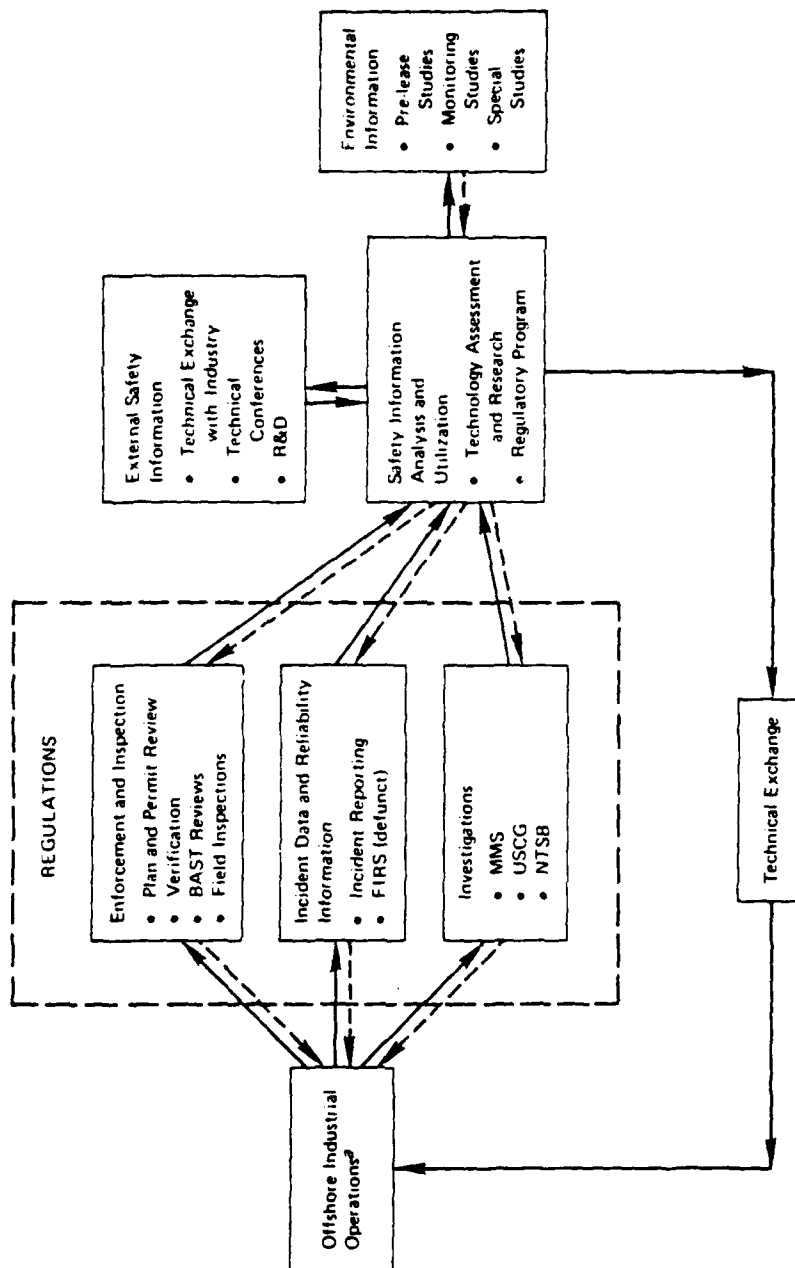 Offshore Industrial
Operationsᵃ
REGULATIONS
Enforcement and Inspection
• Plan and Permit Review
• Verification
• BAST Reviews
• Field Inspections
Incident Data and Reliability
Information
• Incident Reporting
• FIRS (defunct)
Investigations
• MMS
• USCG
• NTSB
External Safety
Information
• Technical Exchange
with Industry
• Technical
Conferences
• R&D
Safety Information
Analysis and
Utilization
• Technology Assessment
and Research
• Regulatory Program
Environmental
Information
• Pre-lease
Studies
• Monitoring
Studies
• Special
Studies
Technical Exchange